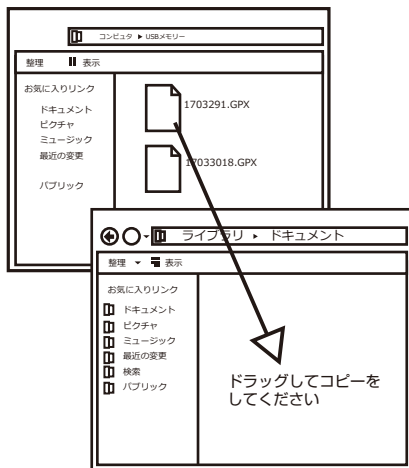 コンピュタ ▶ USBメモリー
整理 表示
お気に入りリンク
ドキュメント
ピクチャ
ミュージック
最近の変更
パブリック
1703291.GPX
17033018.GPX
ライブラリ ▸ ドキュメント
整理 ▼ 表示
お気に入りリンク
ドキュメント
ピクチャ
ミュージック
最近の変更
検索
パブリック
ドラッグしてコピーを
してください